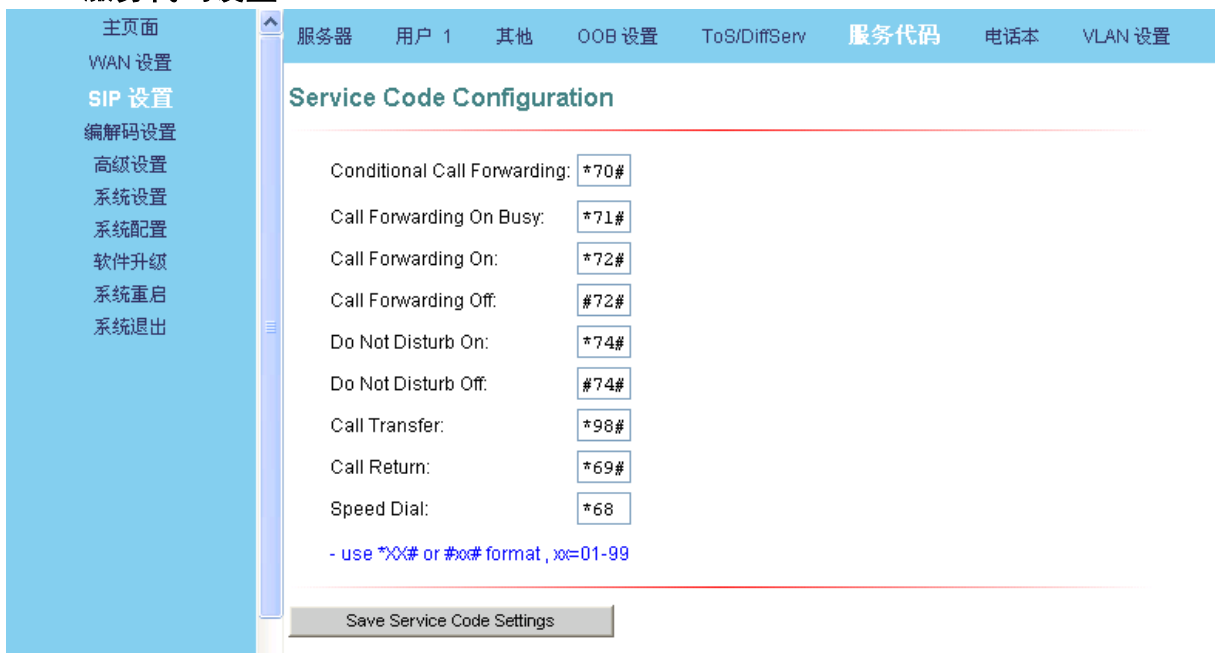 主页面
WAN 设置
SIP 设置
编解码设置
高级设置
系统设置
系统配置
软件升级
系统重启
系统退出
服务器 用户 1 其他 OOB 设置 ToS/DiffServ 服务代码 电话本 VLAN 设置
Service Code Configuration
Conditional Call Forwarding: *70#
Call Forwarding On Busy: *71#
Call Forwarding On: *72#
Call Forwarding Off: #72#
Do Not Disturb On: *74#
Do Not Disturb Off: #74#
Call Transfer: *98#
Call Return: *69#
Speed Dial: *68
- use *XX# or #xx# format , xx=01-99
Save Service Code Settings